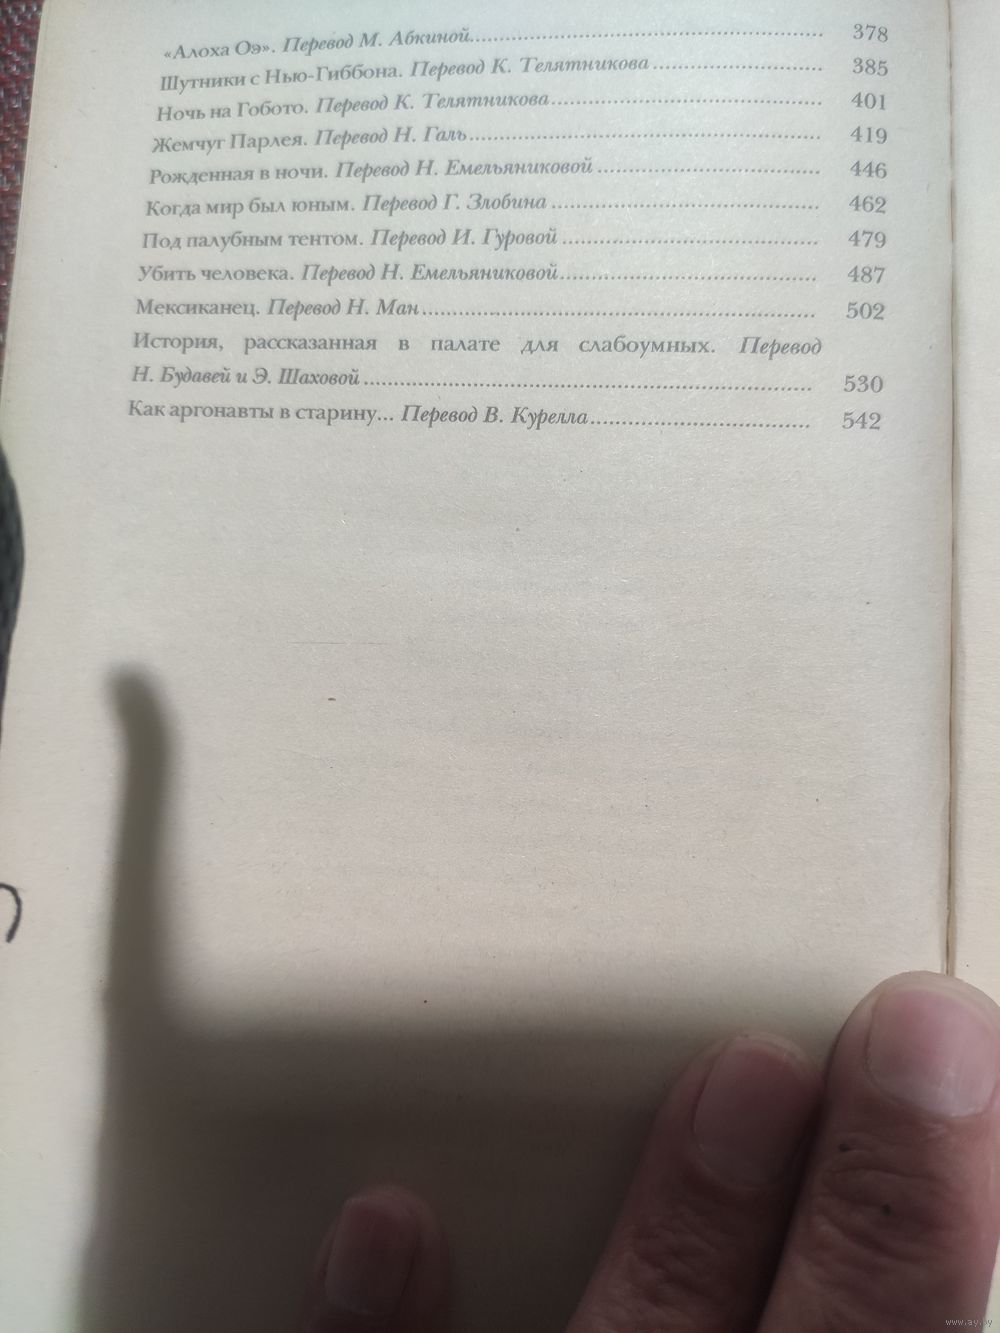 «Алоха Оэ». Перевод М. Абкиной........ 378
Шутники с Нью-Гиббона. Перевод К. Телятникова........ 385
Ночь на Гобото. Перевод К. Телятникова........ 401
Жемчуг Парлея. Перевод Н. Галь........ 419
Рожденная в ночи. Перевод Н. Емельяниковой........ 446
Когда мир был юным. Перевод Г. Злобина........ 462
Под палубным тентом. Перевод И. Гуровой........ 479
Убить человека. Перевод Н. Емельяниковой........ 487
Мексиканец. Перевод Н. Ман........ 502
История, рассказанная в палате для слабоумных. Перевод
Н. Будавей и Э. Шаховой........ 530
Как аргонавты в старину... Перевод В. Курелла........ 542
www.ay.by